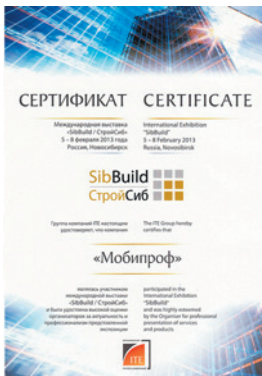 СЕРТИФИКАТ CERTIFICATE
Международная выставка
«SibBuild / СтройСиб»
5 – 8 февраля 2013 года
Россия, Новосибирск
International Exhibition
"SibBuild"
5 – 8 February 2013
Russia, Novosibirsk
SibBuild
СтройСиб
Группа компаний ITE настоящим
удостоверяет, что компания
The ITE Group hereby
certifies that
«Мобипроф»
являлась участником
международной выставки
«SibBuild / СтройСиб»
и была удостоена высокой оценки
организаторов за актуальность и
профессионализм представленной
экспозиции
participated in the
International Exhibition
"SibBuild"
and was highly esteemed
by the Organiser for professional
presentation of services
and products
ITE